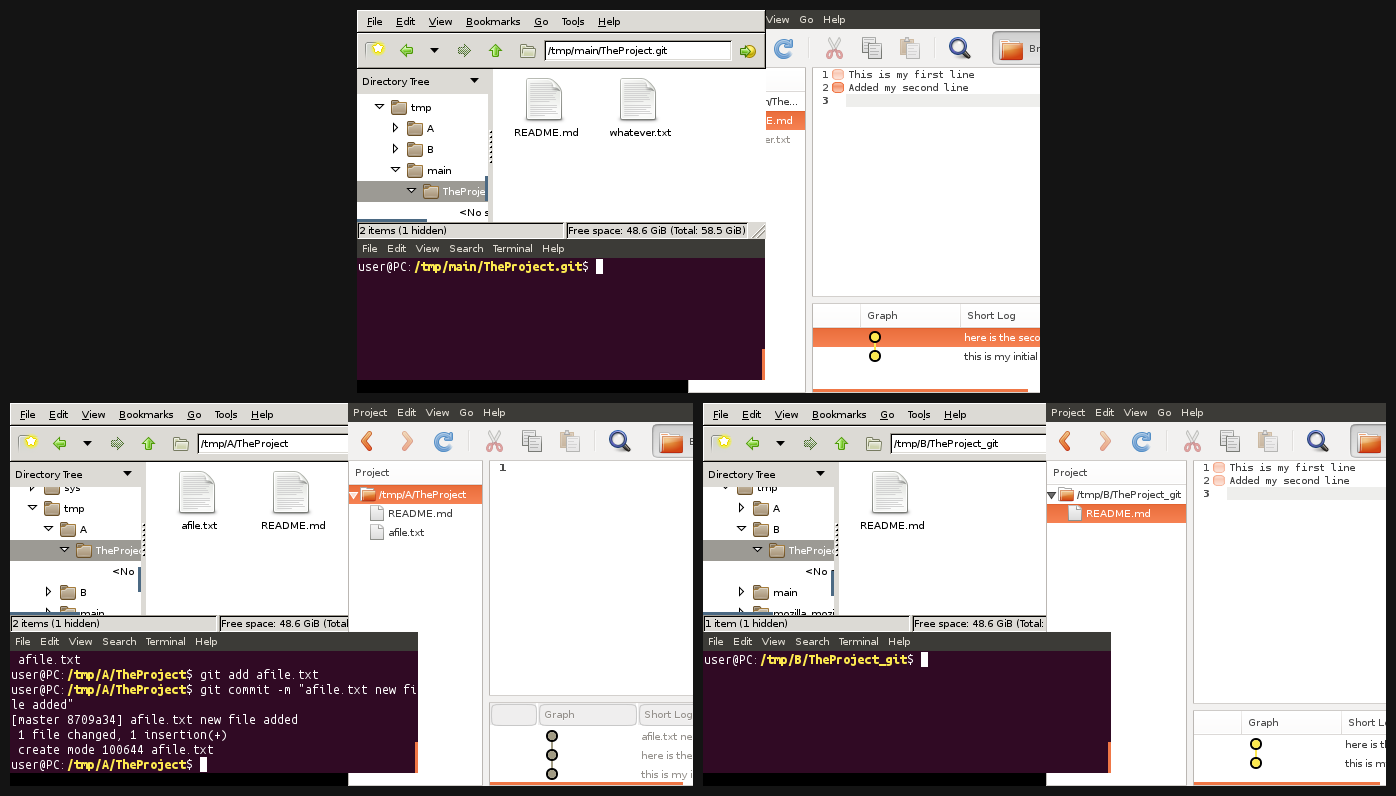 File Edit View Bookmarks Go Tools Help
View Go Help
/tmp/main/TheProject.git
Directory Tree
tmp
A
B
main
TheProje
<No s
README.md
whatever.txt
/The...
E.md
er.txt
1 This is my first line
2 Added my second line
3
2 items (1 hidden)
Free space: 48.6 GiB (Total: 58.5 GiB)
File Edit View Search Terminal Help
user@PC:/tmp/main/TheProject.git$
Graph Short Log
here is the seco
this is my initial
File Edit View Bookmarks Go Tools Help
/tmp/A/TheProject
Directory Tree
sys
tmp
A
TheProjec
<No
B
main
afile.txt
README.md
2 items (1 hidden)
Free space: 48.6 GiB (Total
File Edit View Search Terminal Help
afile.txt
user@PC:/tmp/A/TheProject$ git add afile.txt
user@PC:/tmp/A/TheProject$ git commit -m "afile.txt new fi
le added"
[master 8709a34] afile.txt new file added
1 file changed, 1 insertion(+)
create mode 100644 afile.txt
user@PC:/tmp/A/TheProject$
Project Edit View Go Help
Project
/tmp/A/TheProject
README.md
afile.txt
1
Graph Short Log
afile.txt ne
here is the
this is my i
File Edit View Bookmarks Go Tools Help
/tmp/B/TheProject_git
Directory Tree
tmp
A
B
TheProjec
<No
main
mozilla_mozi
README.md
1 item (1 hidden)
Free space: 48.6 GiB (Total:
File Edit View Search Terminal Help
user@PC:/tmp/B/TheProject_git$
Project Edit View Go Help
Project
/tmp/B/TheProject_git
README.md
1 This is my first line
2 Added my second line
3
Graph Short L
here is t
this is m